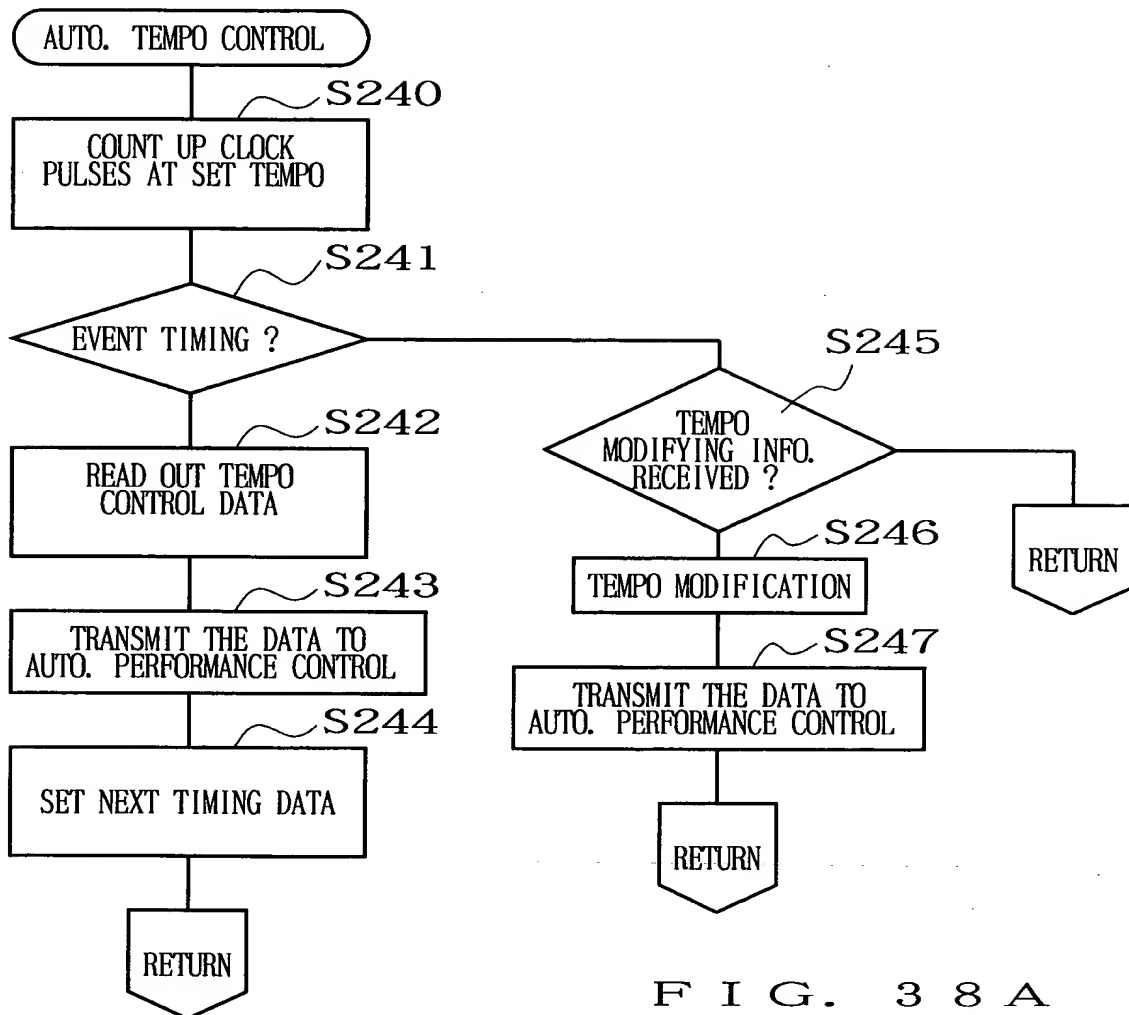 AUTO. TEMPO CONTROL
S240
COUNT UP CLOCK
PULSES AT SET TEMPO
S241
EVENT TIMING ?
S242
READ OUT TEMPO
CONTROL DATA
S243
TRANSMIT THE DATA TO
AUTO. PERFORMANCE CONTROL
S244
SET NEXT TIMING DATA
RETURN
S245
TEMPO
MODIFYING INFO.
RECEIVED ?
S246
TEMPO MODIFICATION
S247
TRANSMIT THE DATA TO
AUTO. PERFORMANCE CONTROL
RETURN
RETURN
FIG. 38A